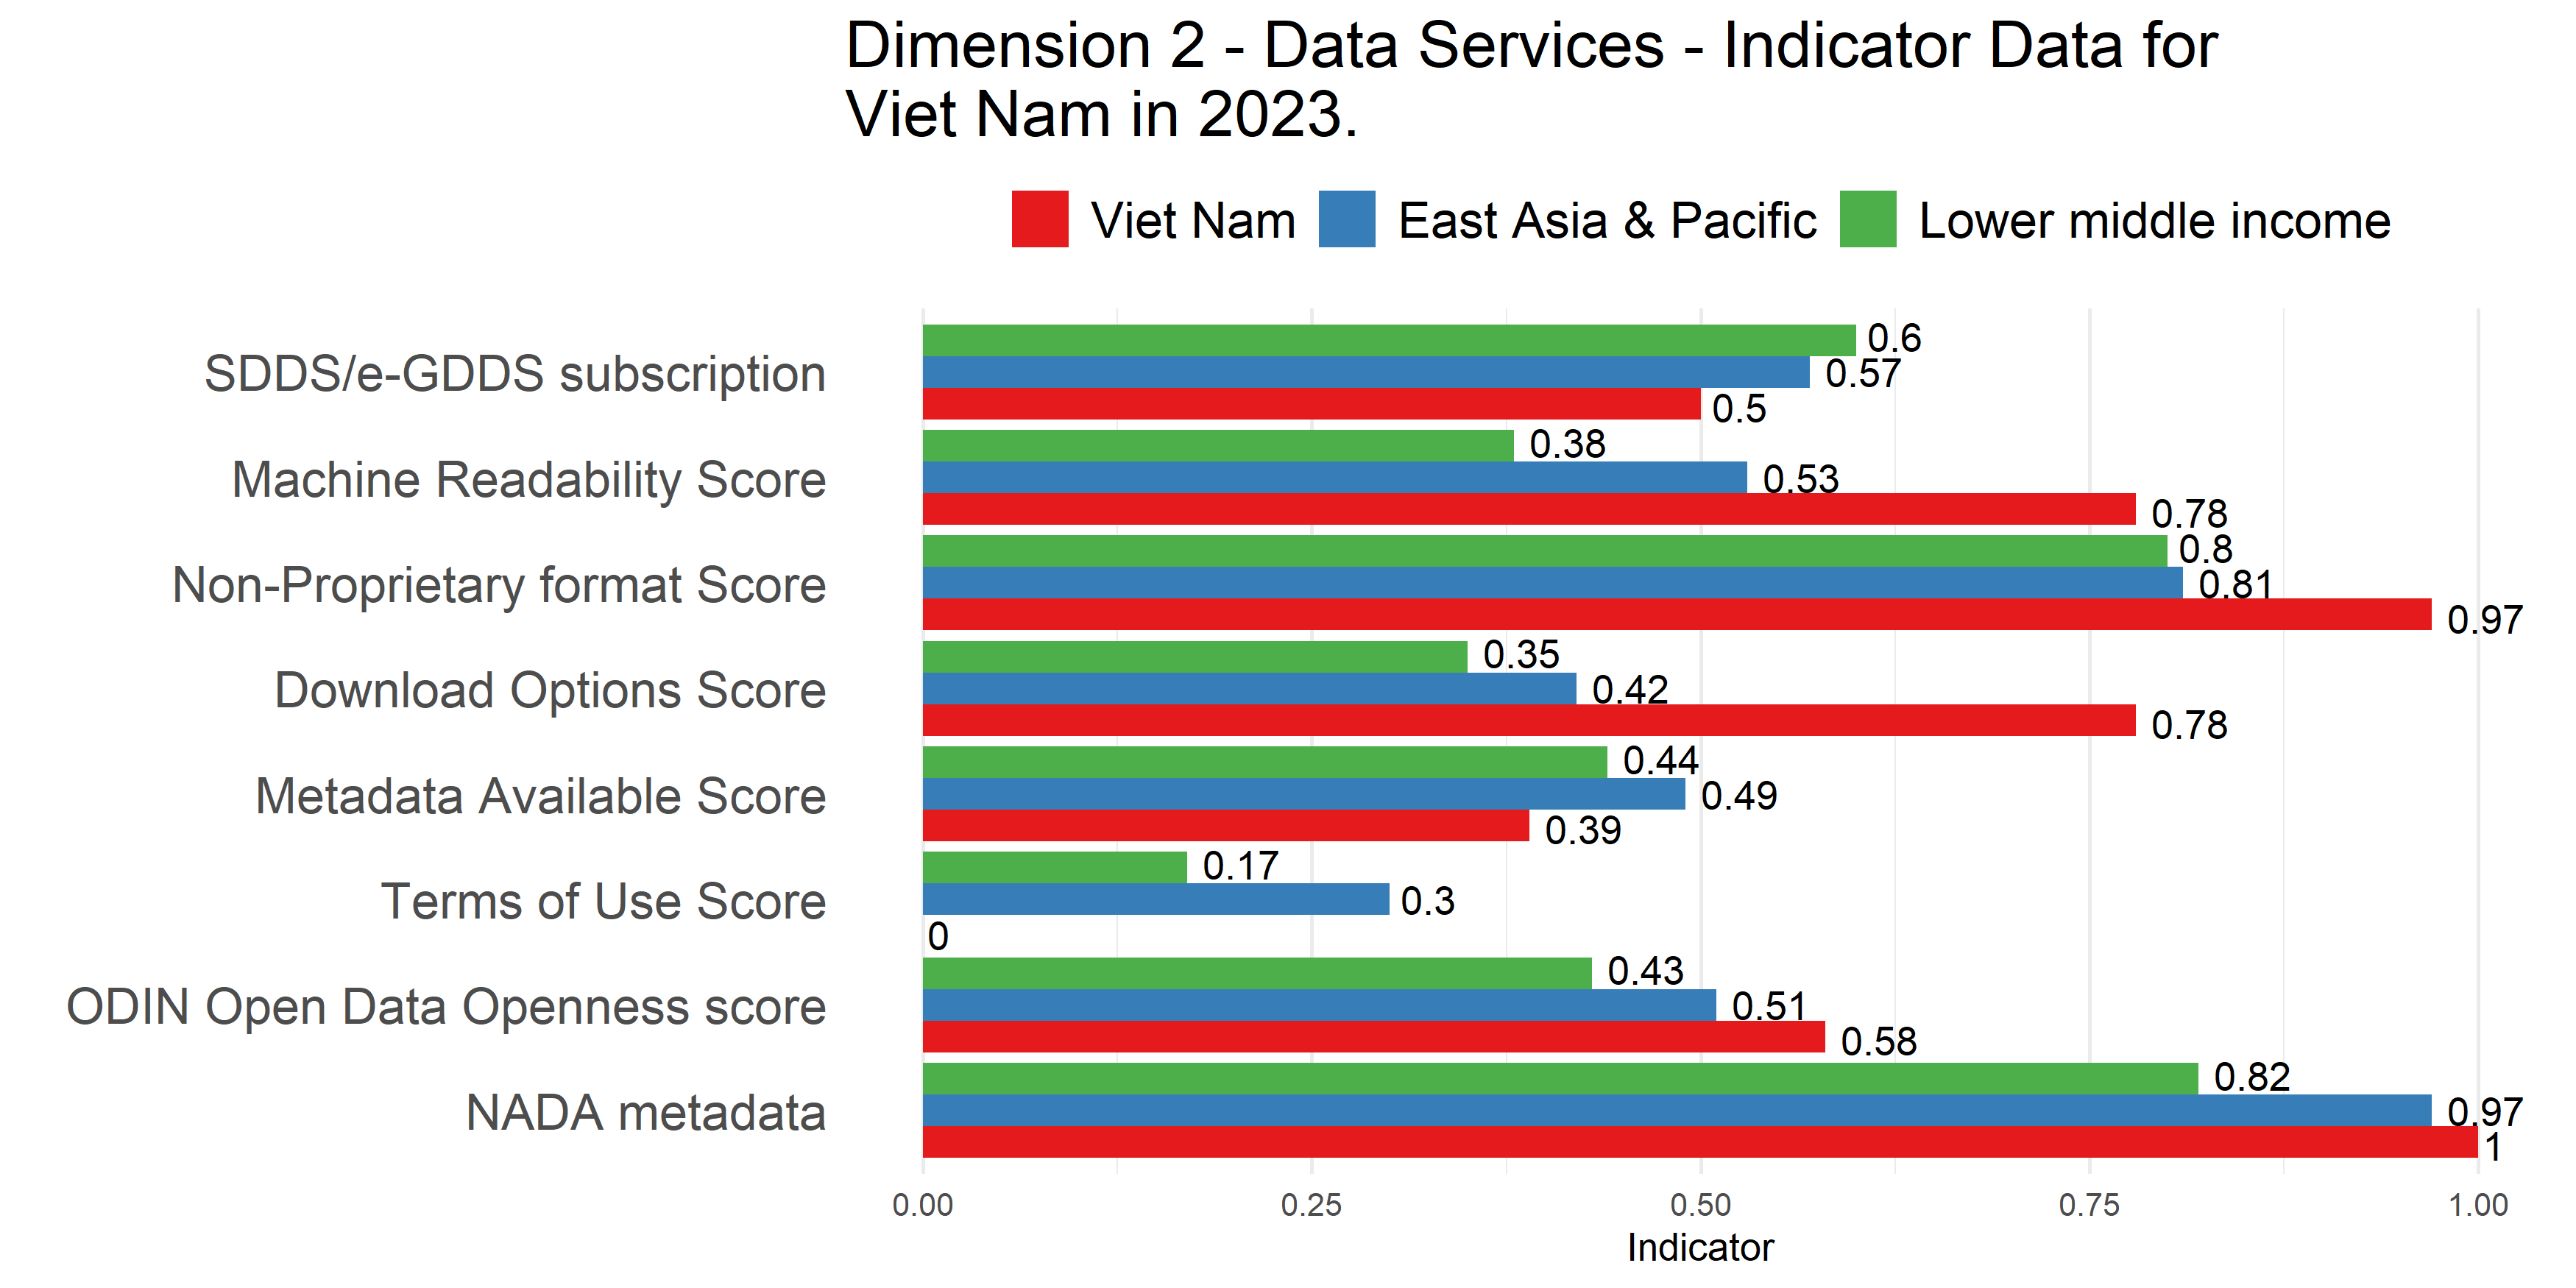 Dimension 2 - Data Services - Indicator Data for
Viet Nam in 2023.
Viet Nam East Asia & Pacific Lower middle income
SDDS/e-GDDS subscription
0.6
0.57
0.5
Machine Readability Score
0.38
0.53
0.78
Non-Proprietary format Score
0.8
0.81
0.97
Download Options Score
0.35
0.42
0.78
Metadata Available Score
0.44
0.49
0.39
Terms of Use Score
0.17
0.3
0
ODIN Open Data Openness score
0.43
0.51
0.58
NADA metadata
0.82
0.97
1
0.00 0.25 0.50 0.75 1.00
Indicator